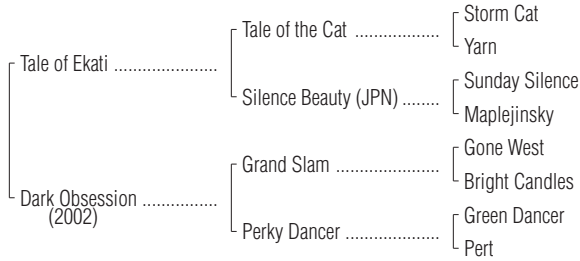 Storm Cat
Tale of the Cat ...................
Yarn
Tale of Ekati .......................
Sunday Silence
Silence Beauty (JPN) ........
Maplejinsky
Gone West
Grand Slam .......................
Bright Candles
Dark Obsession ................
(2002)
Green Dancer
Perky Dancer .....................
Pert